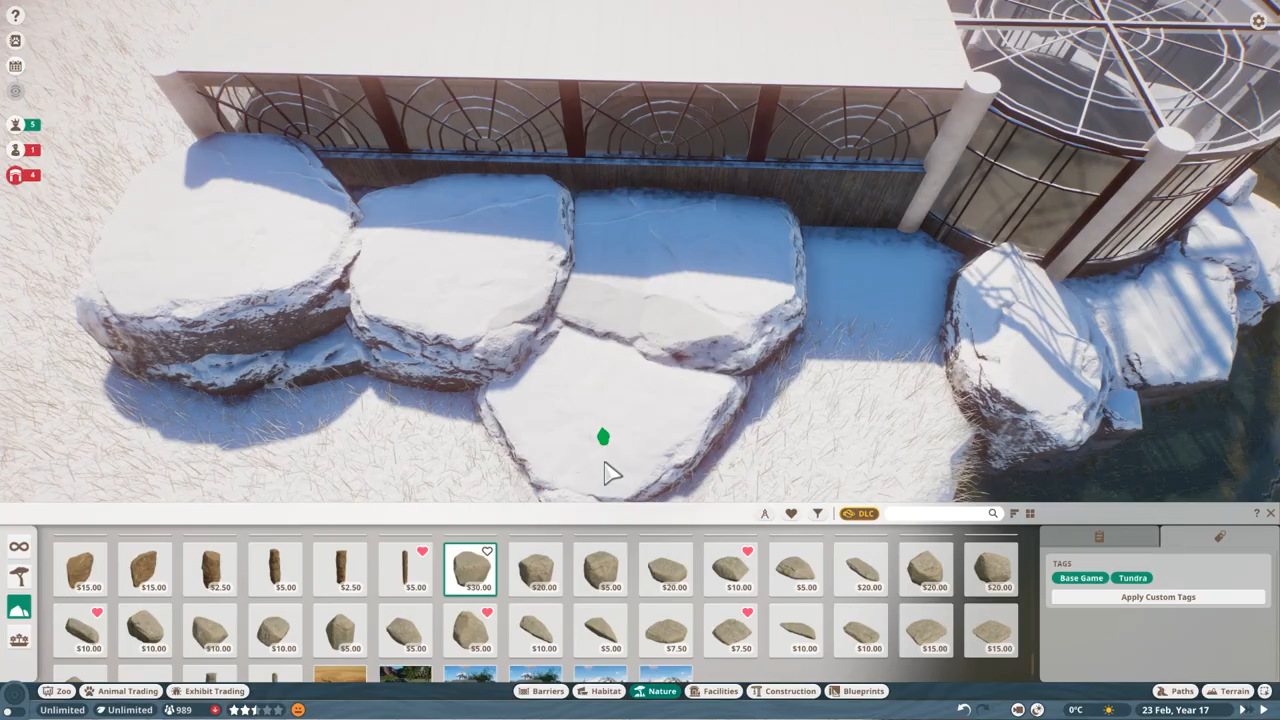 ?
5
1
4
DLC
?
$15.00 $15.00 $2.50 $5.00 $2.50 $5.00 $30.00 $20.00 $5.00 $20.00 $10.00 $5.00 $20.00 $20.00 $20.00
$10.00 $10.00 $10.00 $10.00 $5.00 $5.00 $5.00 $10.00 $5.00 $7.50 $7.50 $10.00 $10.00 $15.00 $15.00
TAGS
Base Game Tundra
Apply Custom Tags
Zoo Animal Trading Exhibit Trading Barriers Habitat Nature Facilities Construction Blueprints Paths Terrain
Unlimited Unlimited 989 0°C 23 Feb, Year 17